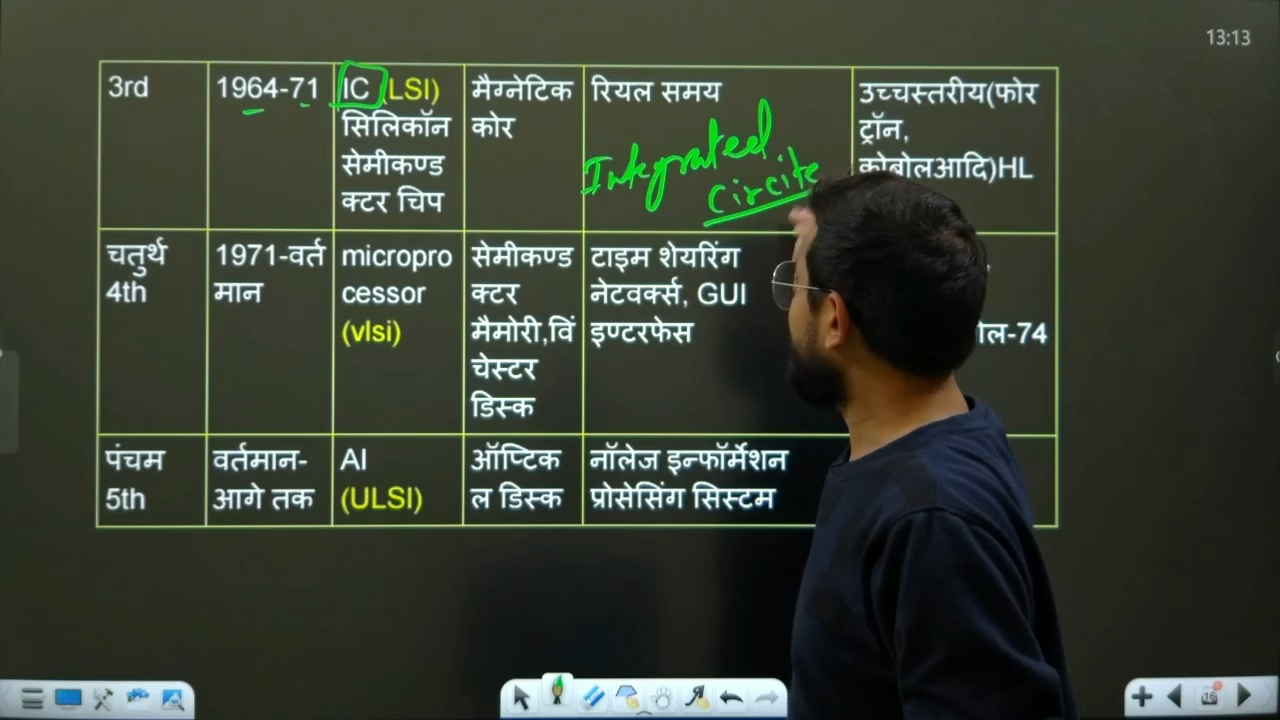 13:13
3rd
1964-71
IC (LSI)
सिलिकॉन
सेमीकण्ड
क्टर चिप
मैग्नेटिक
कोर
रियल समय
Integrated
Circite
उच्चस्तरीय(फोर
ट्रॉन,
कोबोलआदि)HL
चतुर्थ
4th
1971-वर्त
मान
micropro
cessor
(vlsi)
सेमीकण्ड
क्टर
मैमोरी,विं
चेस्टर
डिस्क
टाइम शेयरिंग
नेटवर्क्स, GUI
इण्टरफेस
ल-74
पंचम
5th
वर्तमान-
आगे तक
AI
(ULSI)
ऑप्टिक
ल डिस्क
नॉलेज इन्फॉर्मेशन
प्रोसेसिंग सिस्टम
16